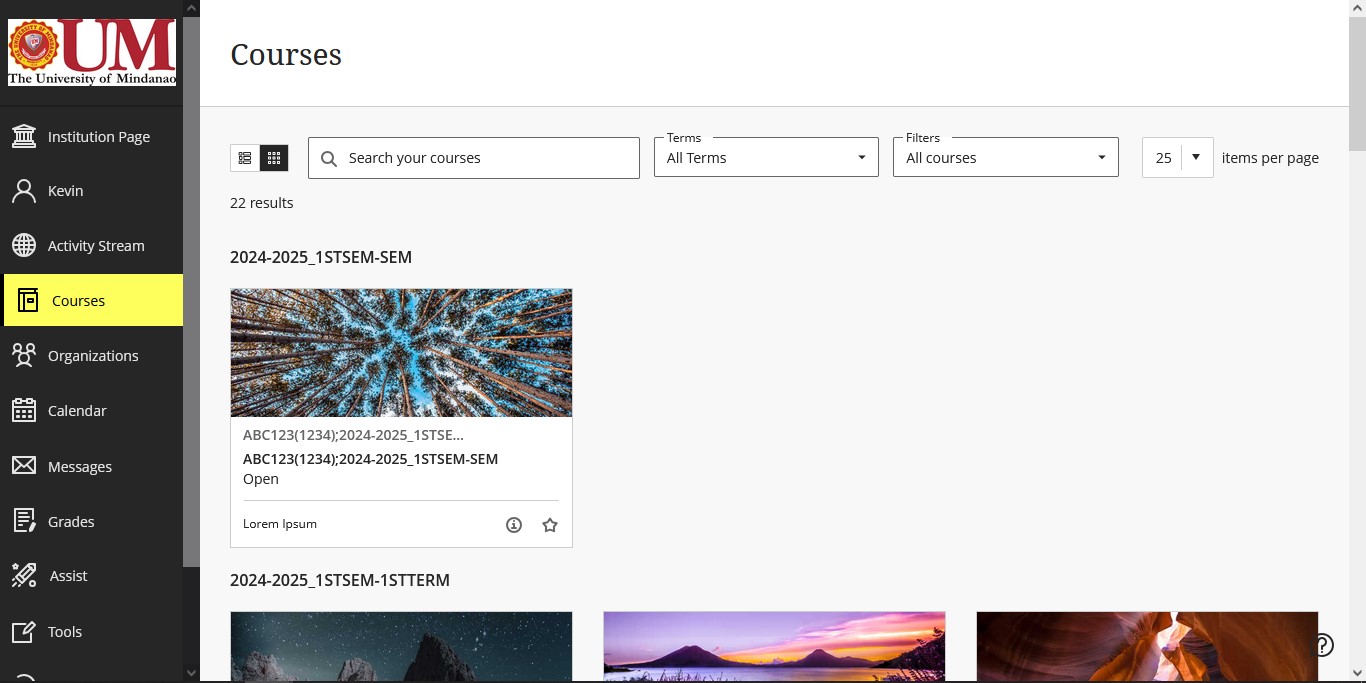 UM
The University of Mindanao
Institution Page
Kevin
Activity Stream
Courses
Organizations
Calendar
Messages
Grades
Assist
Tools
Courses
Search your courses
Terms
All Terms
Filters
All courses
25
items per page
22 results
2024-2025_1STSEM-SEM
ABC123(1234);2024-2025_1STSE...
ABC123(1234);2024-2025_1STSEM-SEM
Open
Lorem Ipsum
2024-2025_1STSEM-1STTERM
?